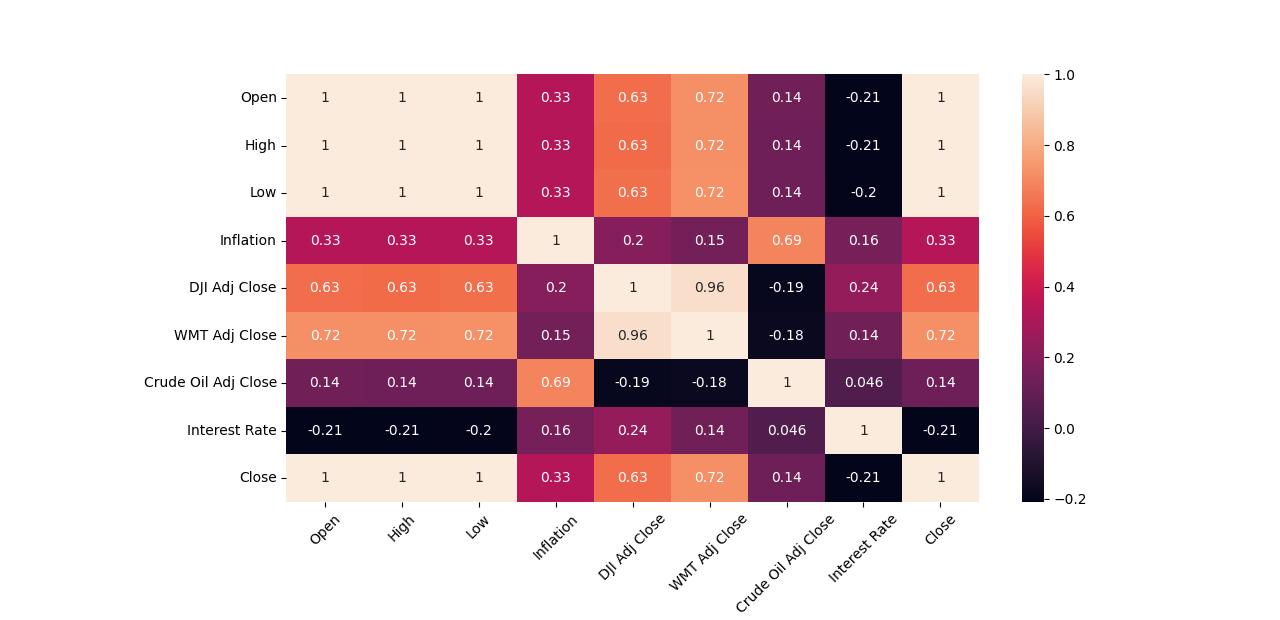 Open 1 1 1 0.33 0.63 0.72 0.14 -0.21 1
High 1 1 1 0.33 0.63 0.72 0.14 -0.21 1
Low 1 1 1 0.33 0.63 0.72 0.14 -0.2 1
Inflation 0.33 0.33 0.33 1 0.2 0.15 0.69 0.16 0.33
DJI Adj Close 0.63 0.63 0.63 0.2 1 0.96 -0.19 0.24 0.63
WMT Adj Close 0.72 0.72 0.72 0.15 0.96 1 -0.18 0.14 0.72
Crude Oil Adj Close 0.14 0.14 0.14 0.69 -0.19 -0.18 1 0.046 0.14
Interest Rate -0.21 -0.21 -0.2 0.16 0.24 0.14 0.046 1 -0.21
Close 1 1 1 0.33 0.63 0.72 0.14 -0.21 1
Open
High
Low
Inflation
DJI Adj Close
WMT Adj Close
Crude Oil Adj Close
Interest Rate
Close
1.0
0.8
0.6
0.4
0.2
0.0
−0.2